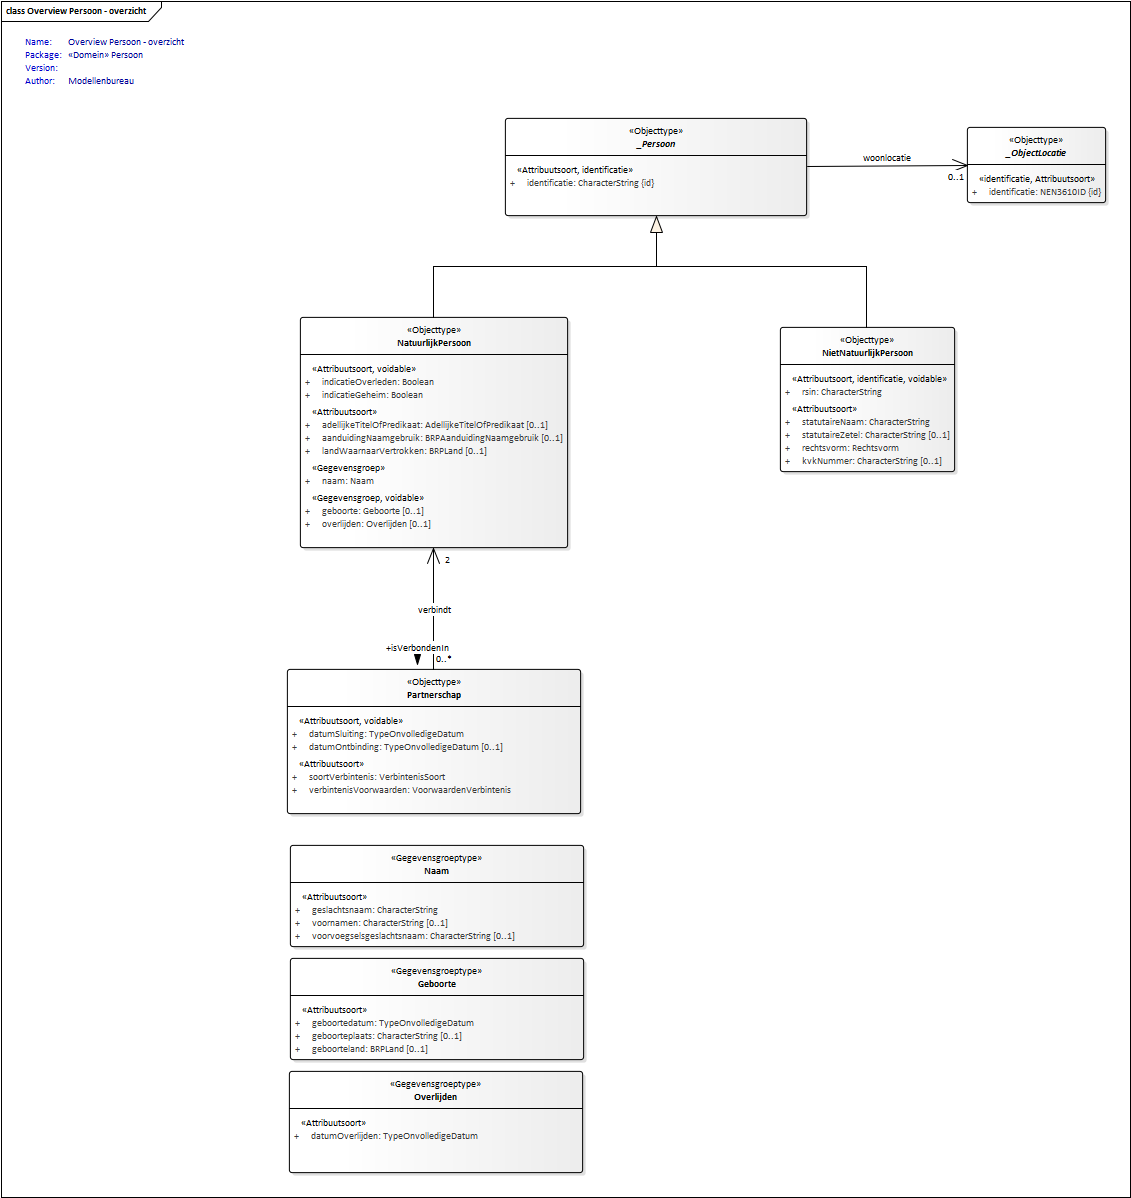 class Overview Persoon - overzicht
Name: Overview Persoon - overzicht
Package: «Domein» Persoon
Version:
Author: Modellenbureau
«Objecttype»
_Persoon
«Attribuutsoort, identificatie»
+ identificatie: CharacterString {id}
woonlocatie
0..1
«Objecttype»
_ObjectLocatie
«identificatie, Attribuutsoort»
+ identificatie: NEN3610ID {id}
«Objecttype»
NatuurlijkPersoon
«Attribuutsoort, voidable»
+ indicatieOverleden: Boolean
+ indicatieGeheim: Boolean
«Attribuutsoort»
+ adellijkeTitelOfPredikaat: AdellijkeTitelOfPredikaat [0..1]
+ aanduidingNaamgebruik: BRPAanduidingNaamgebruik [0..1]
+ landWaarnaarVertrokken: BRPLand [0..1]
«Gegevensgroep»
+ naam: Naam
«Gegevensgroep, voidable»
+ geboorte: Geboorte [0..1]
+ overlijden: Overlijden [0..1]
«Objecttype»
NietNatuurlijkPersoon
«Attribuutsoort, identificatie, voidable»
+ rsin: CharacterString
«Attribuutsoort»
+ statutaireNaam: CharacterString
+ statutaireZetel: CharacterString [0..1]
+ rechtsvorm: Rechtsvorm
+ kvkNummer: CharacterString [0..1]
2
verbindt
+isVerbondenIn
0..*
«Objecttype»
Partnerschap
«Attribuutsoort, voidable»
+ datumSluiting: TypeOnvolledigeDatum
+ datumOntbinding: TypeOnvolledigeDatum [0..1]
«Attribuutsoort»
+ soortVerbintenis: VerbintenisSoort
+ verbintenisVoorwaarden: VoorwaardenVerbintenis
«Gegevensgroeptype»
Naam
«Attribuutsoort»
+ geslachtsnaam: CharacterString
+ voornamen: CharacterString [0..1]
+ voorvoegselsgeslachtsnaam: CharacterString [0..1]
«Gegevensgroeptype»
Geboorte
«Attribuutsoort»
+ geboortedatum: TypeOnvolledigeDatum
+ geboorteplaats: CharacterString [0..1]
+ geboorteland: BRPLand [0..1]
«Gegevensgroeptype»
Overlijden
«Attribuutsoort»
+ datumOverlijden: TypeOnvolledigeDatum